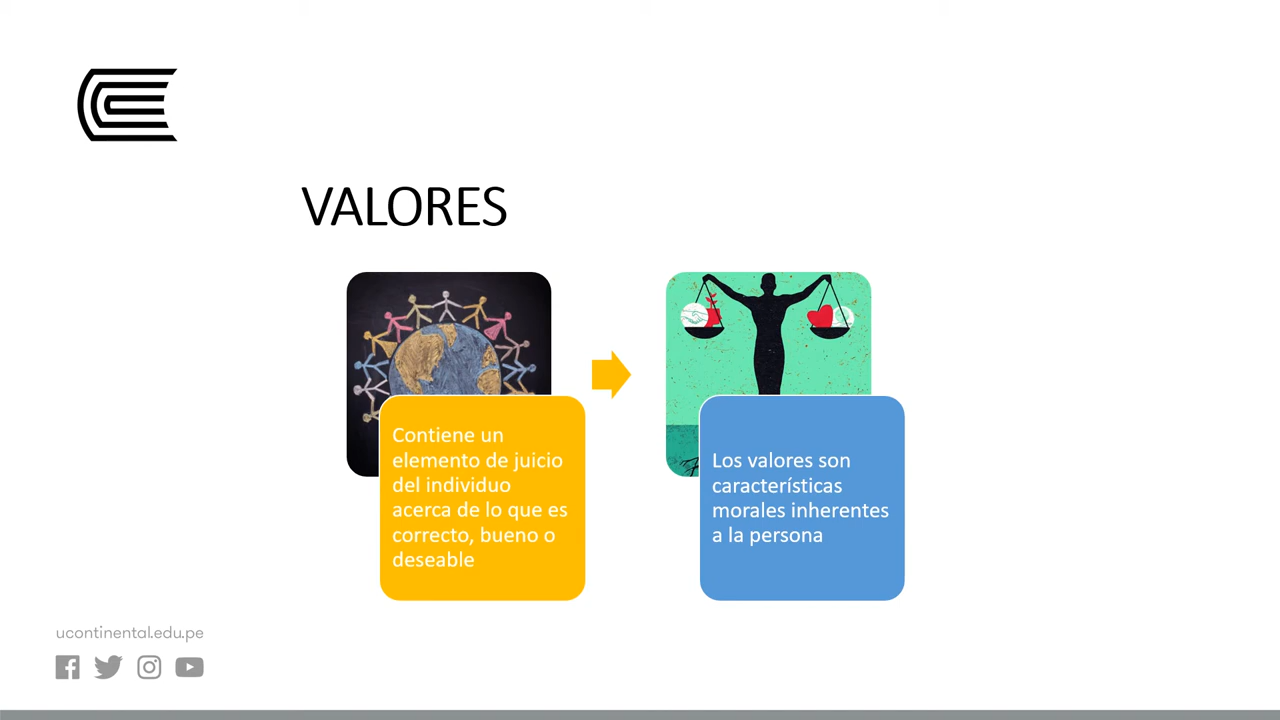 VALORES
Contiene un
elemento de juicio
del individuo
acerca de lo que es
correcto, bueno o
deseable
Los valores son
características
morales inherentes
a la persona
ucontinental.edu.pe